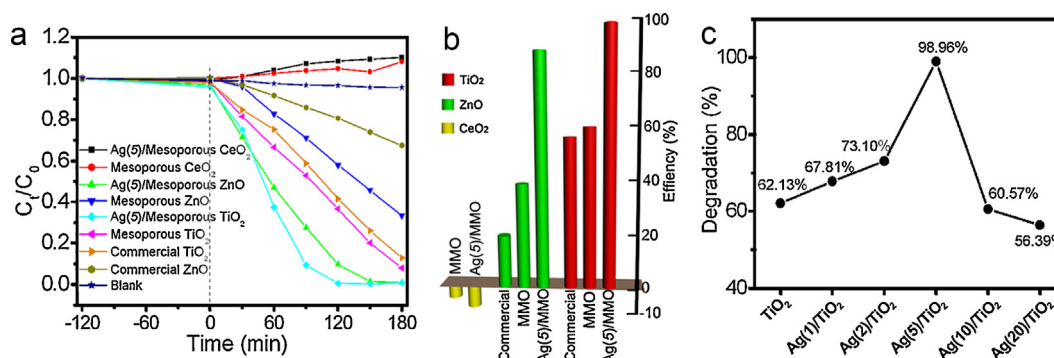 a
1.2
1.0
0.8
0.6
0.4
0.2
0.0
C_t/C_0
Ag(5)/Mesoporous CeO2
Mesoporous CeO2
Ag(5)/Mesoporous ZnO
Mesoporous ZnO
Ag(5)/Mesoporous TiO2
Mesoporous TiO2
Commercial TiO2
Commercial ZnO
Blank
-120 -60 0 60 120 180
Time (min)
b
TiO2
ZnO
CeO2
MMO
Ag(5)/MMO
Commercial
MMO
Ag(5)/MMO
Commercial
MMO
Ag(5)/MMO
100
80
60
40
20
0
-10
Effiency (%)
c
100
80
60
40
Degradation (%)
62.13%
67.81%
73.10%
98.96%
60.57%
56.39%
TiO2
Ag(1)/TiO2
Ag(2)/TiO2
Ag(5)/TiO2
Ag(10)/TiO2
Ag(20)/TiO2